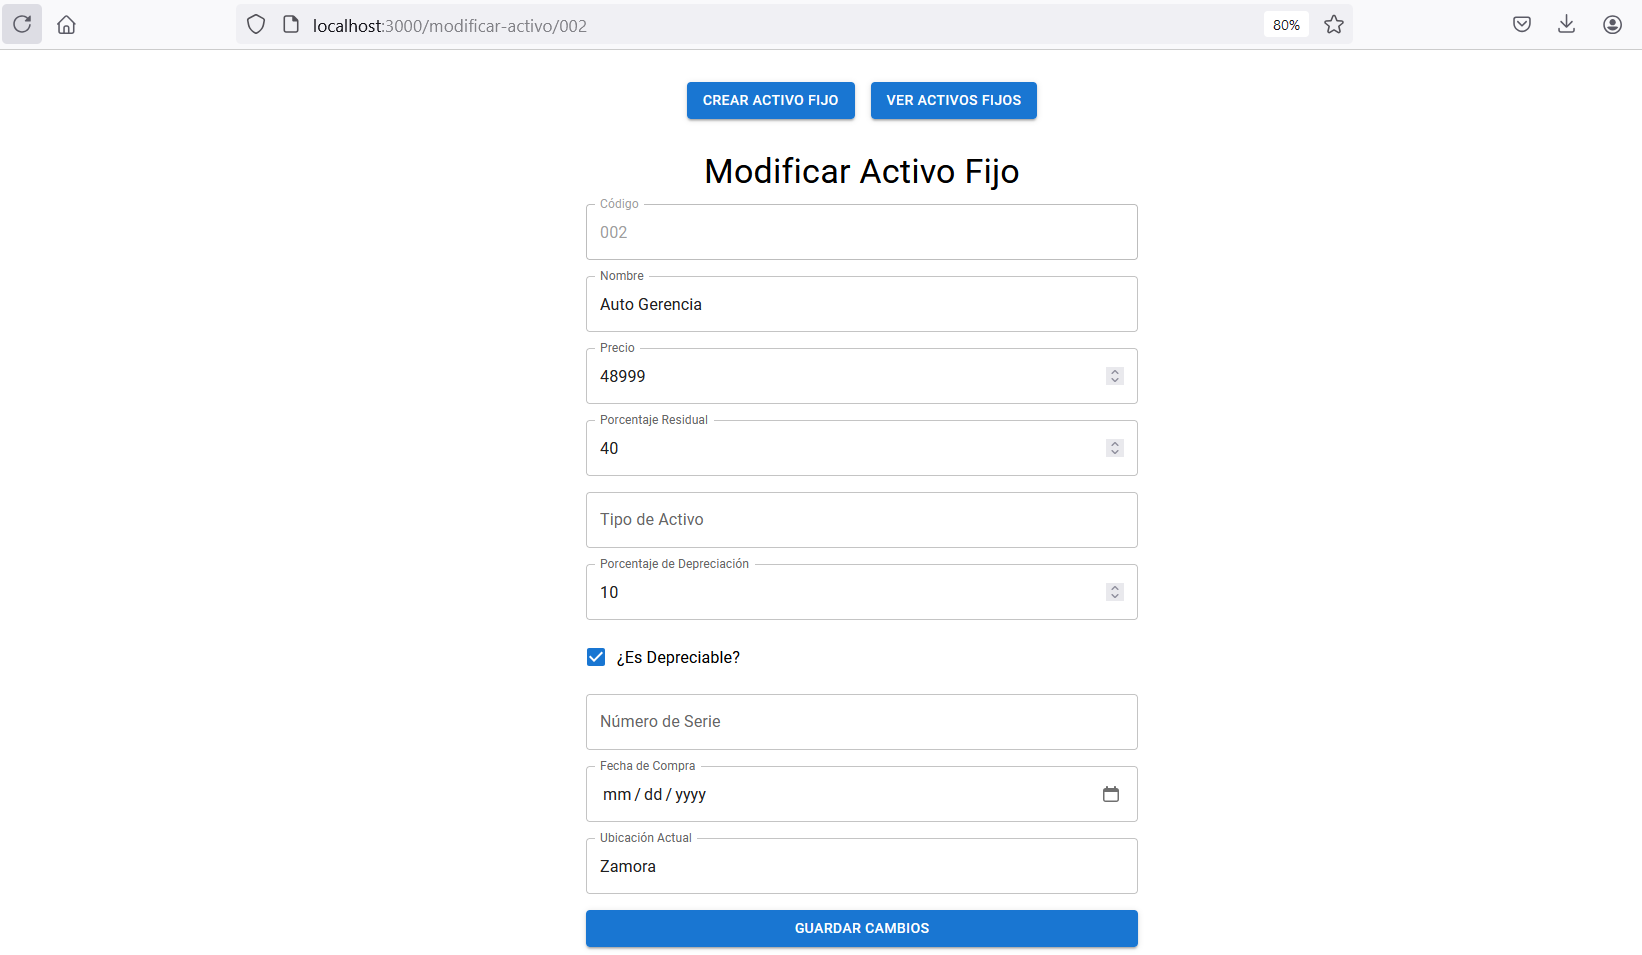 localhost:3000/modificar-activo/002
80%
CREAR ACTIVO FIJO
VER ACTIVOS FIJOS
Modificar Activo Fijo
Código
002
Nombre
Auto Gerencia
Precio
48999
Porcentaje Residual
40
Tipo de Activo
Porcentaje de Depreciación
10
¿Es Depreciable?
Número de Serie
Fecha de Compra
mm / dd / yyyy
Ubicación Actual
Zamora
GUARDAR CAMBIOS